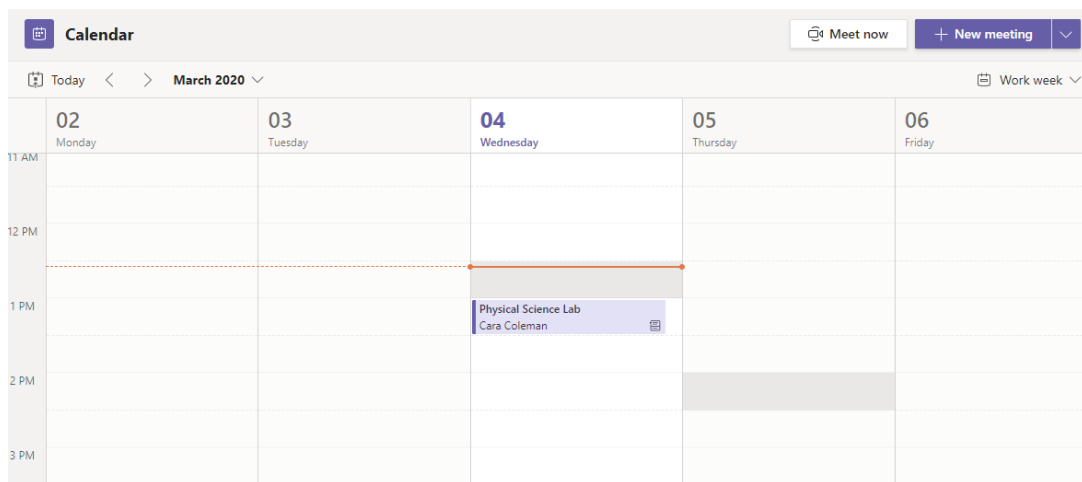 Calendar
Meet now
New meeting
Today
March 2020
Work week
02
Monday
03
Tuesday
04
Wednesday
05
Thursday
06
Friday
11 AM
12 PM
1 PM
Physical Science Lab
Cara Coleman
2 PM
3 PM